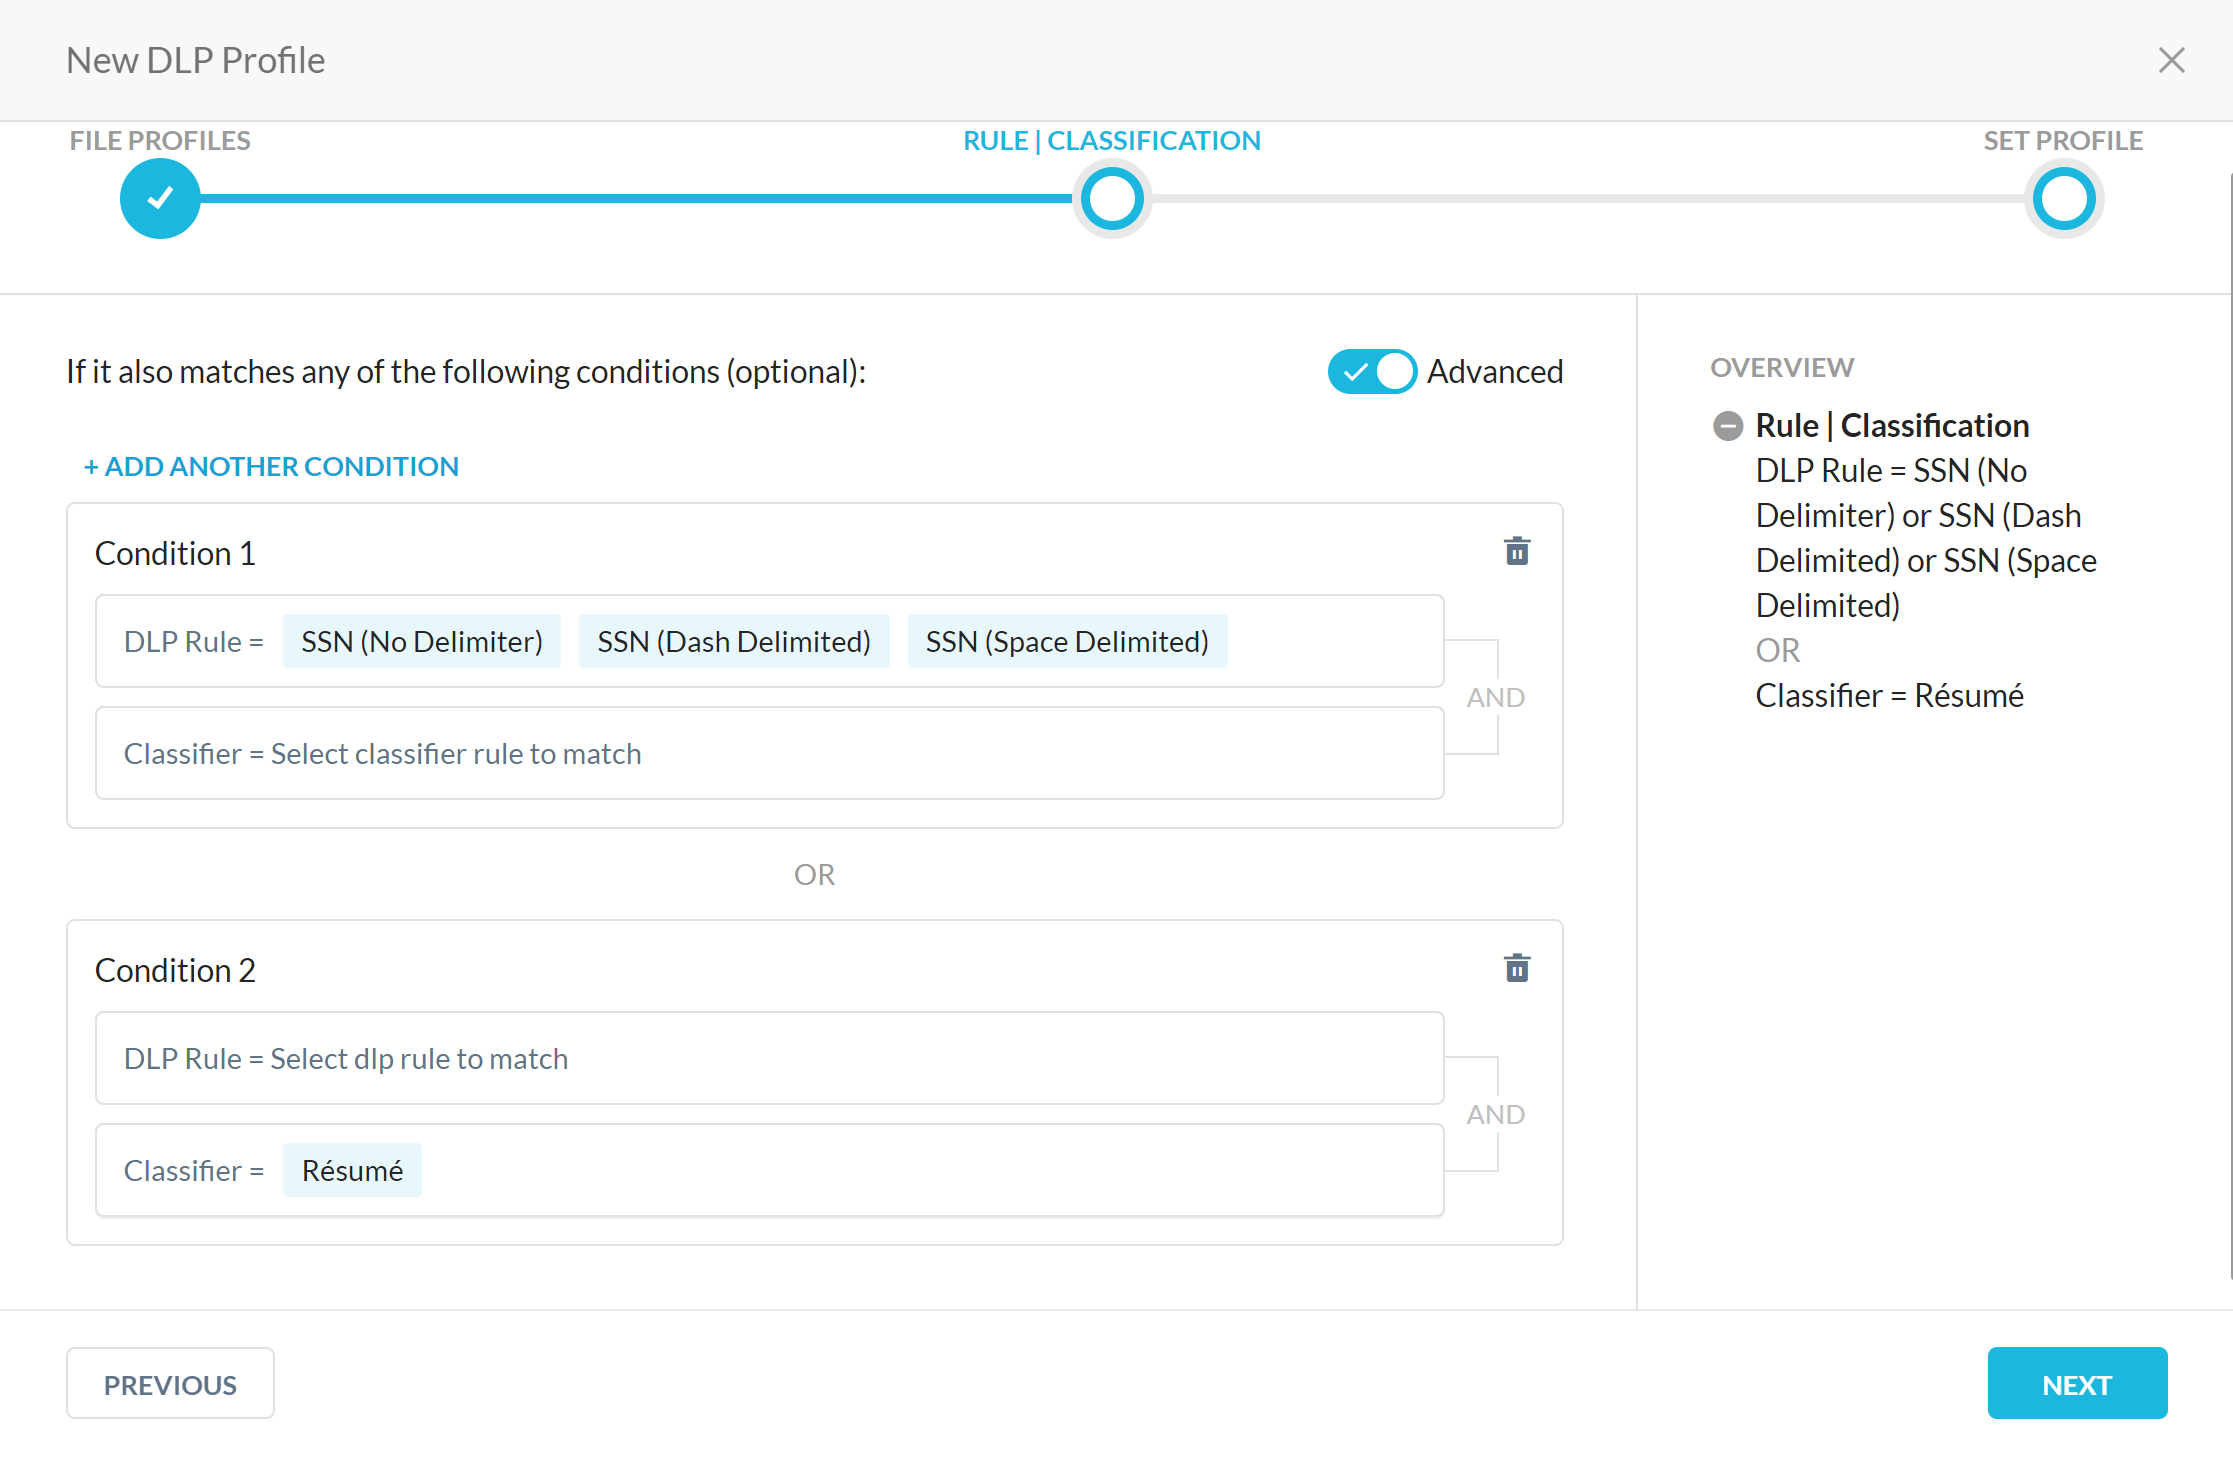 New DLP Profile
FILE PROFILES
RULE | CLASSIFICATION
SET PROFILE
If it also matches any of the following conditions (optional):
Advanced
+ ADD ANOTHER CONDITION
Condition 1
DLP Rule = SSN (No Delimiter) SSN (Dash Delimited) SSN (Space Delimited)
AND
Classifier = Select classifier rule to match
OR
Condition 2
DLP Rule = Select dlp rule to match
AND
Classifier = Résumé
OVERVIEW
Rule | Classification
DLP Rule = SSN (No
Delimiter) or SSN (Dash
Delimited) or SSN (Space
Delimited)
OR
Classifier = Résumé
PREVIOUS
NEXT